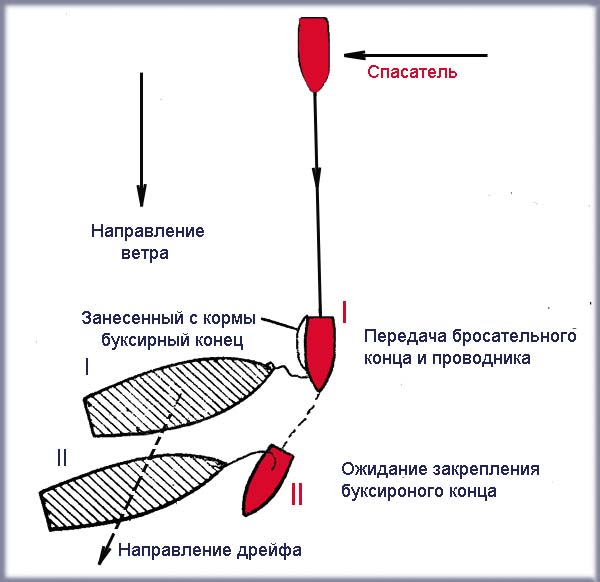 Спасатель
Направление
ветра
I
Занесенный с кормы
буксирный конец
Передача бросательного
конца и проводника
I
II
Ожидание закрепления
буксироного конца
II
Направление дрейфа